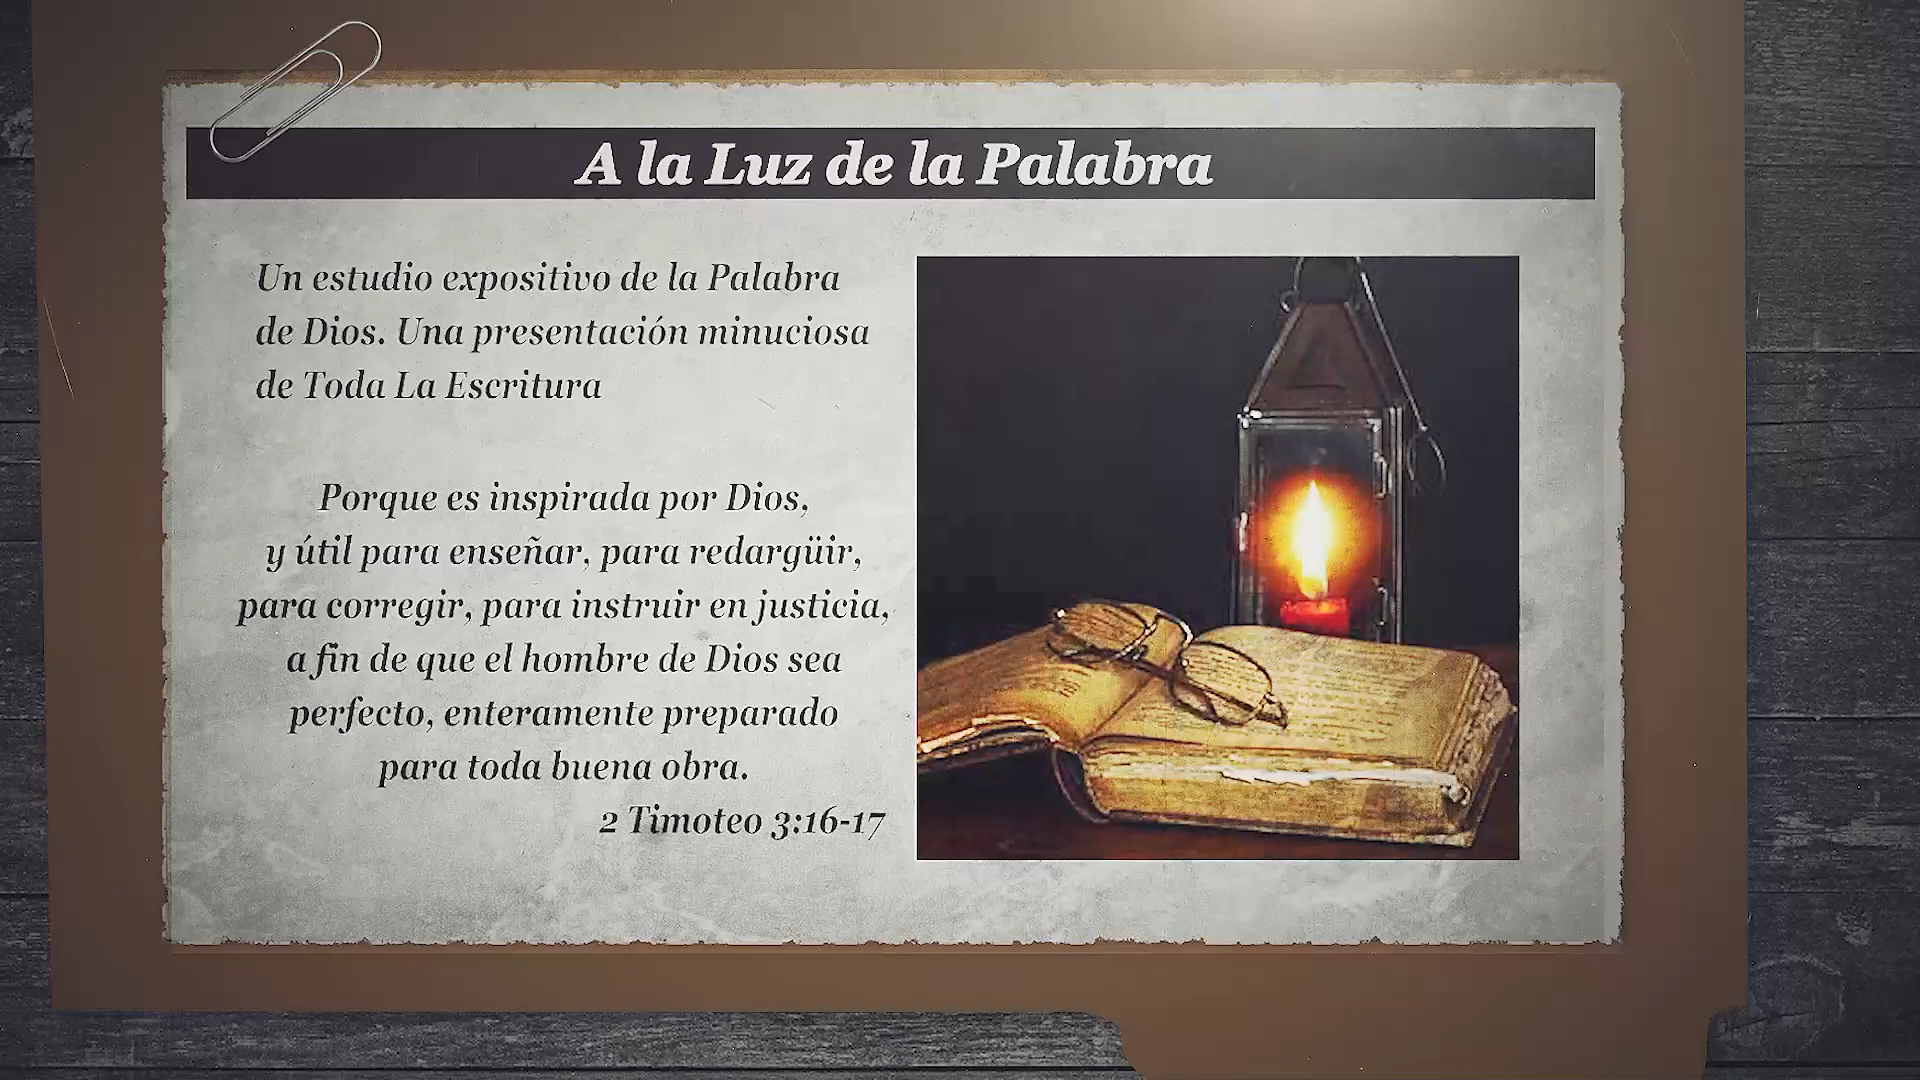 A la Luz de la Palabra
Un estudio expositivo de la Palabra
de Dios. Una presentación minuciosa
de Toda La Escritura
Porque es inspirada por Dios,
y útil para enseñar, para redargüir,
para corregir, para instruir en justicia,
a fin de que el hombre de Dios sea
perfecto, enteramente preparado
para toda buena obra.
2 Timoteo 3:16-17